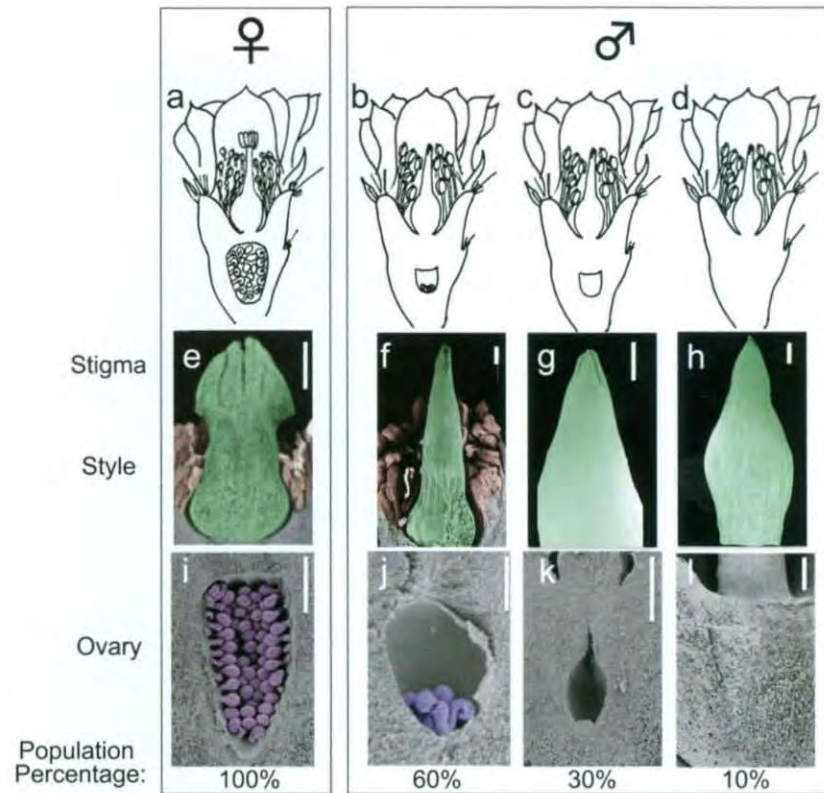 ♀ ♂
a b c d
Stigma e f g h
Style
i j k l
Ovary
Population
Percentage: 100% 60% 30% 10%